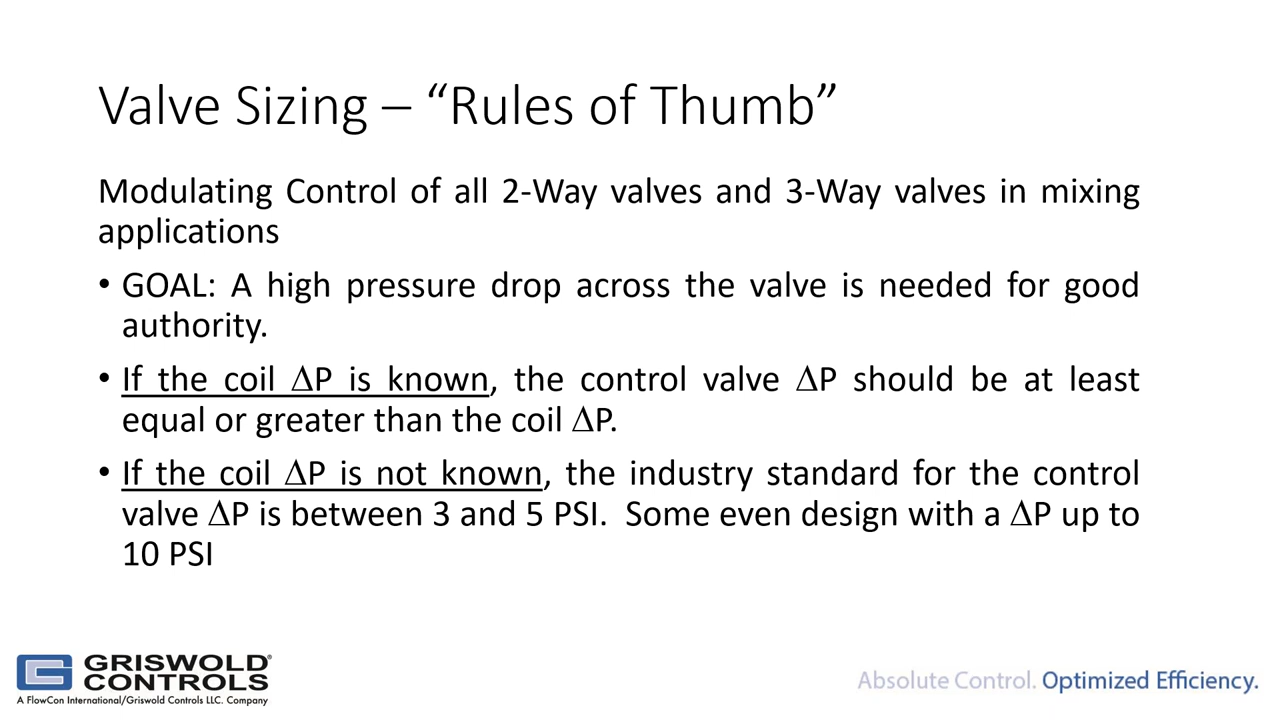 Valve Sizing – “Rules of Thumb”
Modulating Control of all 2-Way valves and 3-Way valves in mixing
applications
• GOAL: A high pressure drop across the valve is needed for good
authority.
• If the coil ∆P is known, the control valve ∆P should be at least
equal or greater than the coil ∆P.
• If the coil ∆P is not known, the industry standard for the control
valve ∆P is between 3 and 5 PSI.  Some even design with a ∆P up to
10 PSI
GRISWOLD®
CONTROLS
A FlowCon International/Griswold Controls LLC. Company
Absolute Control. Optimized Efficiency.